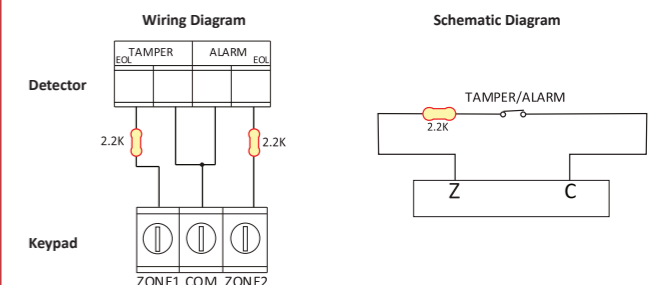 Wiring Diagram
Schematic Diagram
TAMPER ALARM
EOL EOL
Detector
TAMPER/ALARM
2.2K 2.2K
2.2K
Z C
Keypad
ZONE1 COM ZONE2